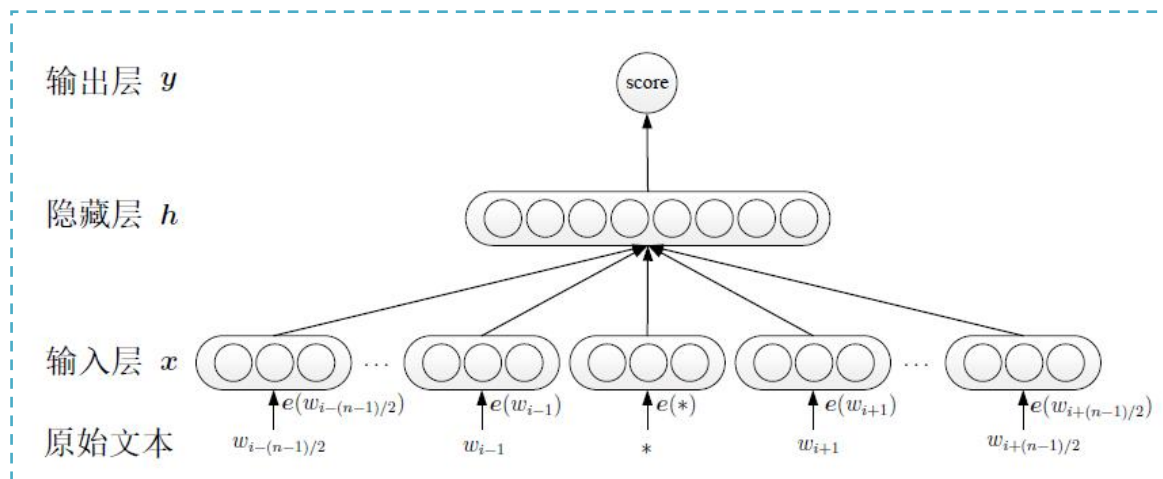 输出层 y
score
隐藏层 h
输入层 x
... ...
e(w_{i-(n-1)/2}) e(w_{i-1}) e(*) e(w_{i+1}) e(w_{i+(n-1)/2})
原始文本 w_{i-(n-1)/2} w_{i-1} * w_{i+1} w_{i+(n-1)/2}